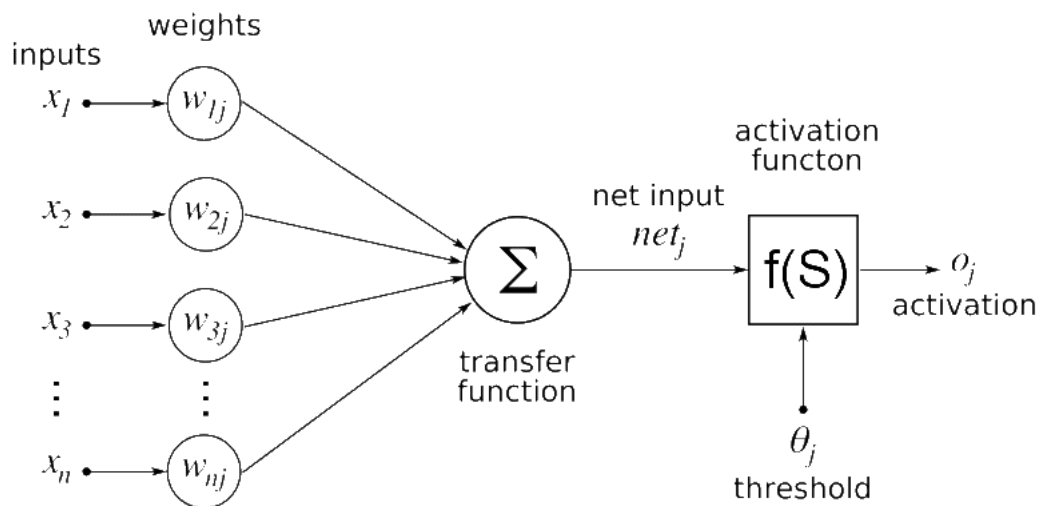 weights
inputs
x1
w1j
x2
w2j
x3
w3j
xn
wnj
Σ
transfer
function
net input
netj
activation
functon
f(S)
oj
activation
θj
threshold